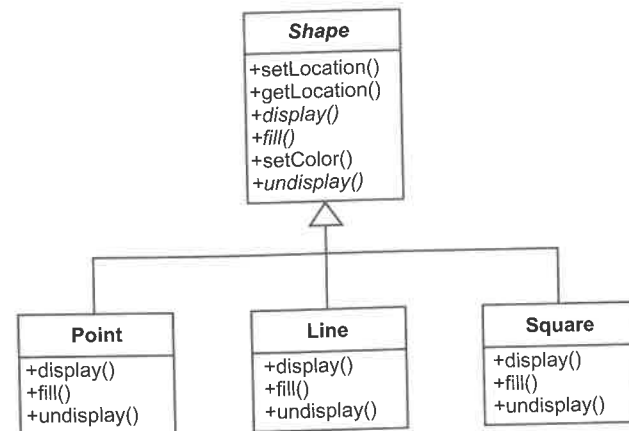 Shape
+setLocation()
+getLocation()
+display()
+fill()
+setColor()
+undisplay()
Point
+display()
+fill()
+undisplay()
Line
+display()
+fill()
+undisplay()
Square
+display()
+fill()
+undisplay()